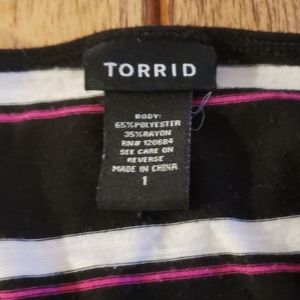 TORRID
BODY:
65% POLYESTER
35% RAYON
RN# 120684
SEE CARE ON
REVERSE
MADE IN CHINA
1